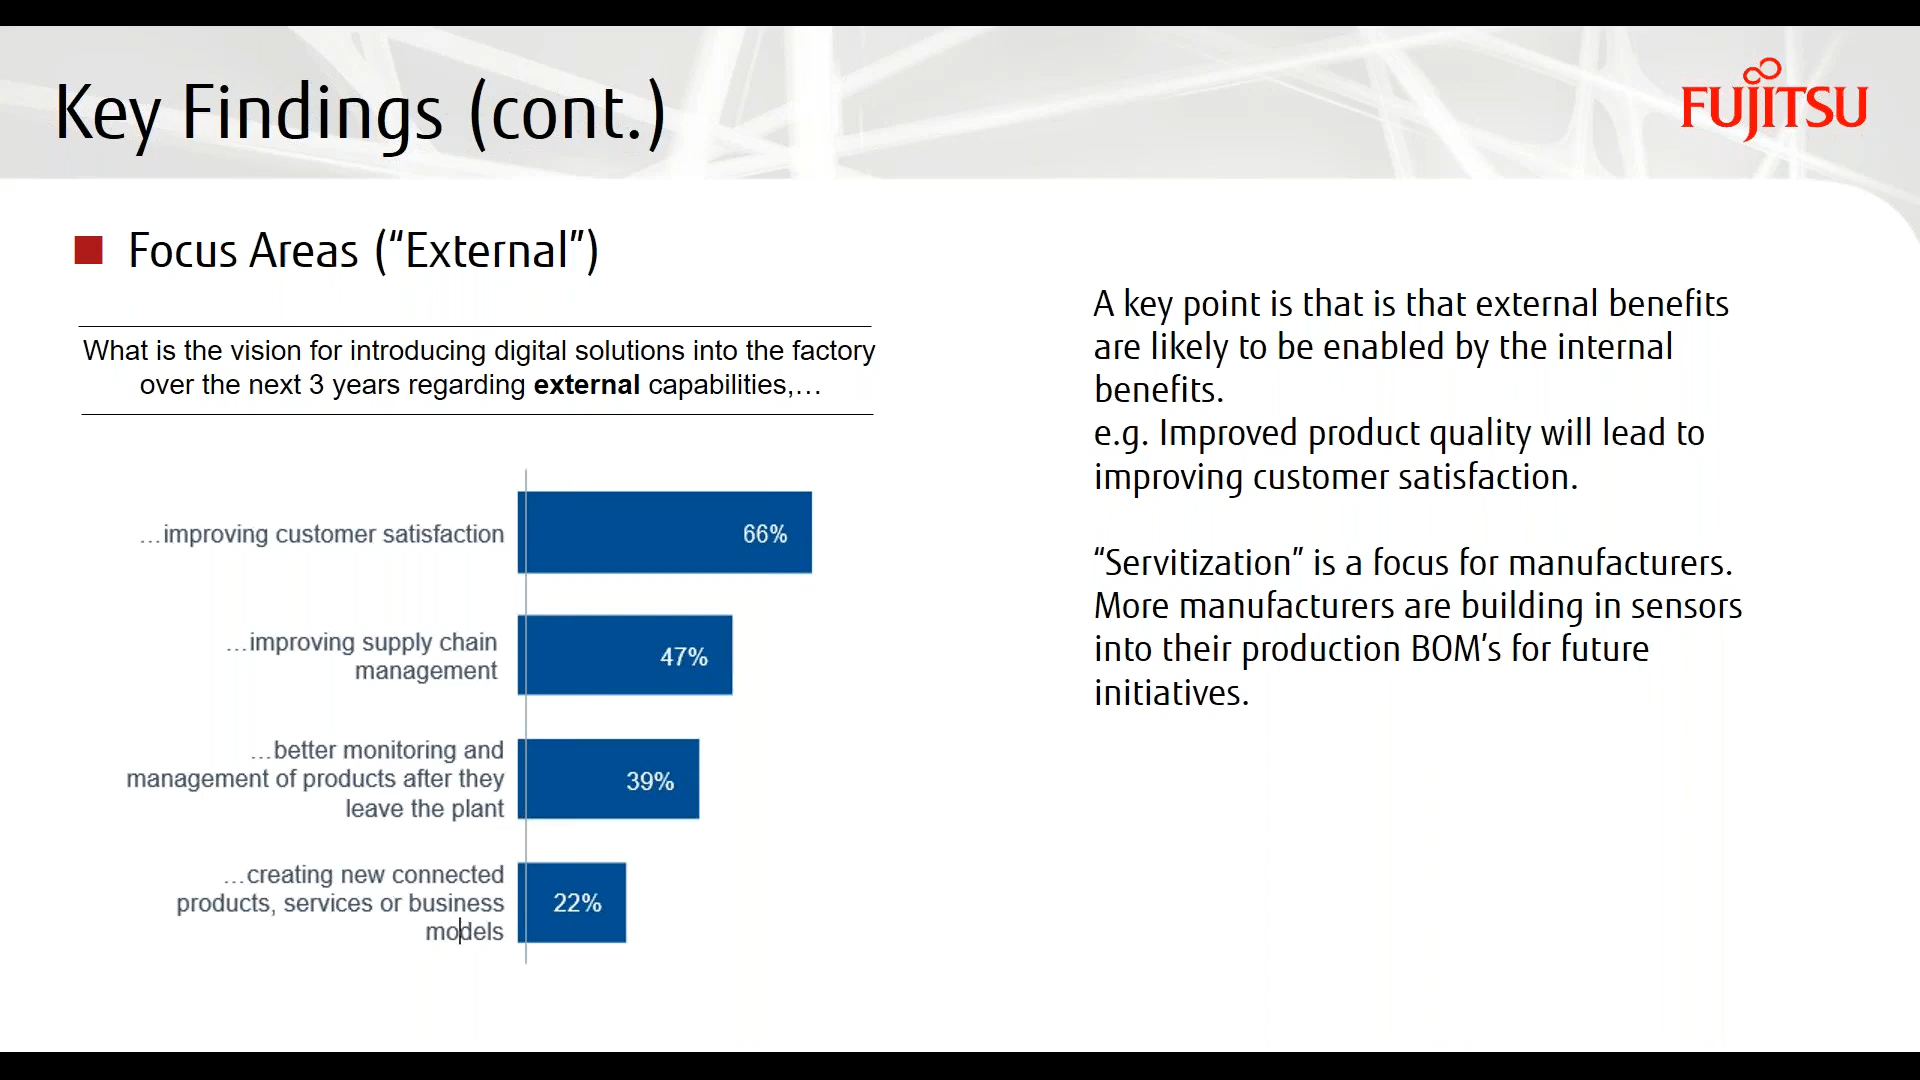 Key Findings (cont.)
FUJITSU
Focus Areas (“External”)
What is the vision for introducing digital solutions into the factory
over the next 3 years regarding external capabilities,…
…improving customer satisfaction
66%
…improving supply chain
management
47%
…better monitoring and
management of products after they
leave the plant
39%
…creating new connected
products, services or business
models
22%
A key point is that is that external benefits
are likely to be enabled by the internal
benefits.
e.g. Improved product quality will lead to
improving customer satisfaction.
“Servitization” is a focus for manufacturers.
More manufacturers are building in sensors
into their production BOM’s for future
initiatives.